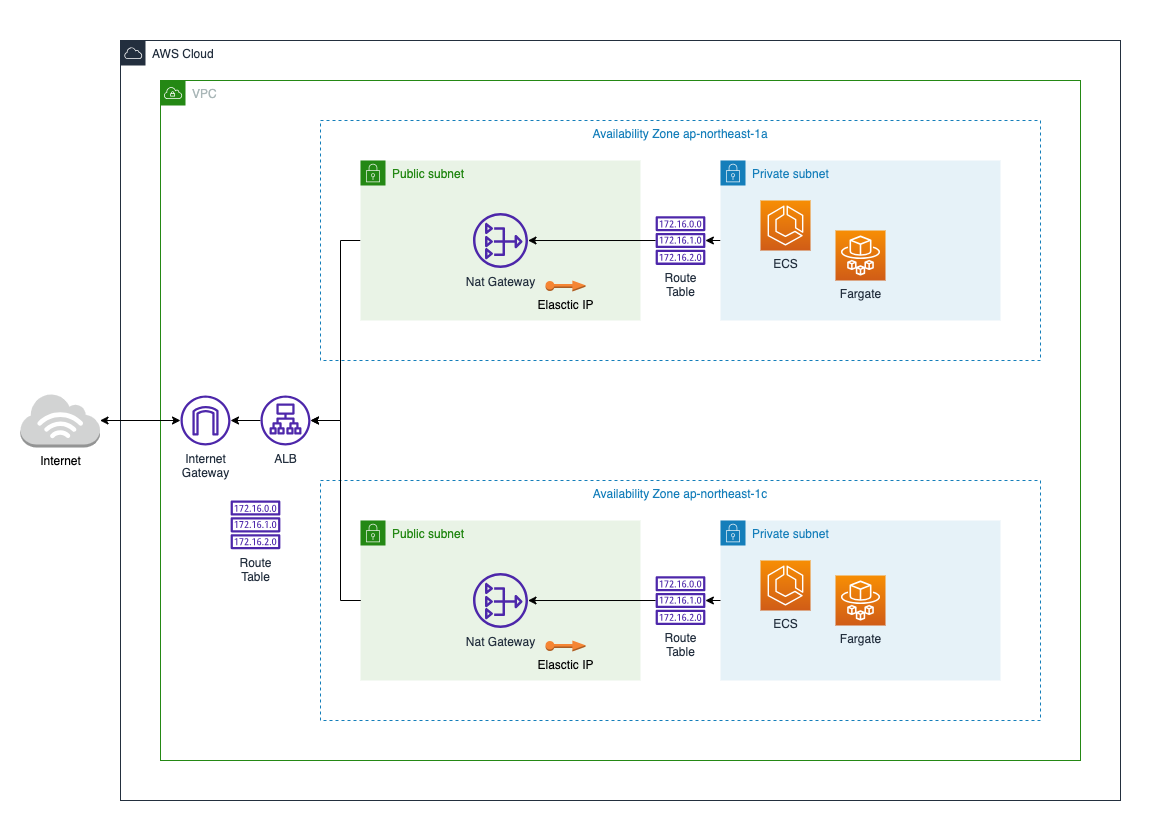 AWS Cloud
VPC
Availability Zone ap-northeast-1a
Public subnet
Private subnet
172.16.0.0
172.16.1.0
172.16.2.0
Nat Gateway
Elasctic IP
Route
Table
ECS
Fargate
Internet
Internet
Gateway
ALB
172.16.0.0
172.16.1.0
172.16.2.0
Route
Table
Availability Zone ap-northeast-1c
Public subnet
Private subnet
172.16.0.0
172.16.1.0
172.16.2.0
Nat Gateway
Elasctic IP
Route
Table
ECS
Fargate